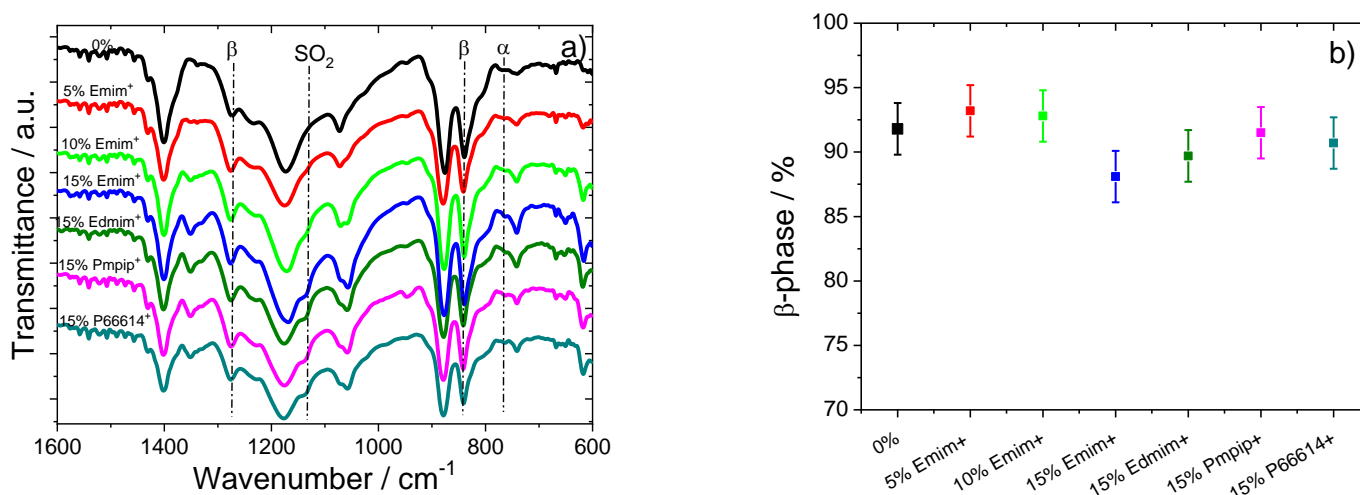 a)
0%
β
SO₂
β
α
5% Emim⁺
10% Emim⁺
15% Emim⁺
15% Edmim⁺
15% Pmpip⁺
15% P66614⁺
Transmittance / a.u.
1600
1400
1200
1000
800
600
Wavenumber / cm⁻¹
b)
100
95
90
85
80
75
70
β-phase / %
0%
5% Emim+
10% Emim+
15% Emim+
15% Edmim+
15% Pmpip+
15% P66614+